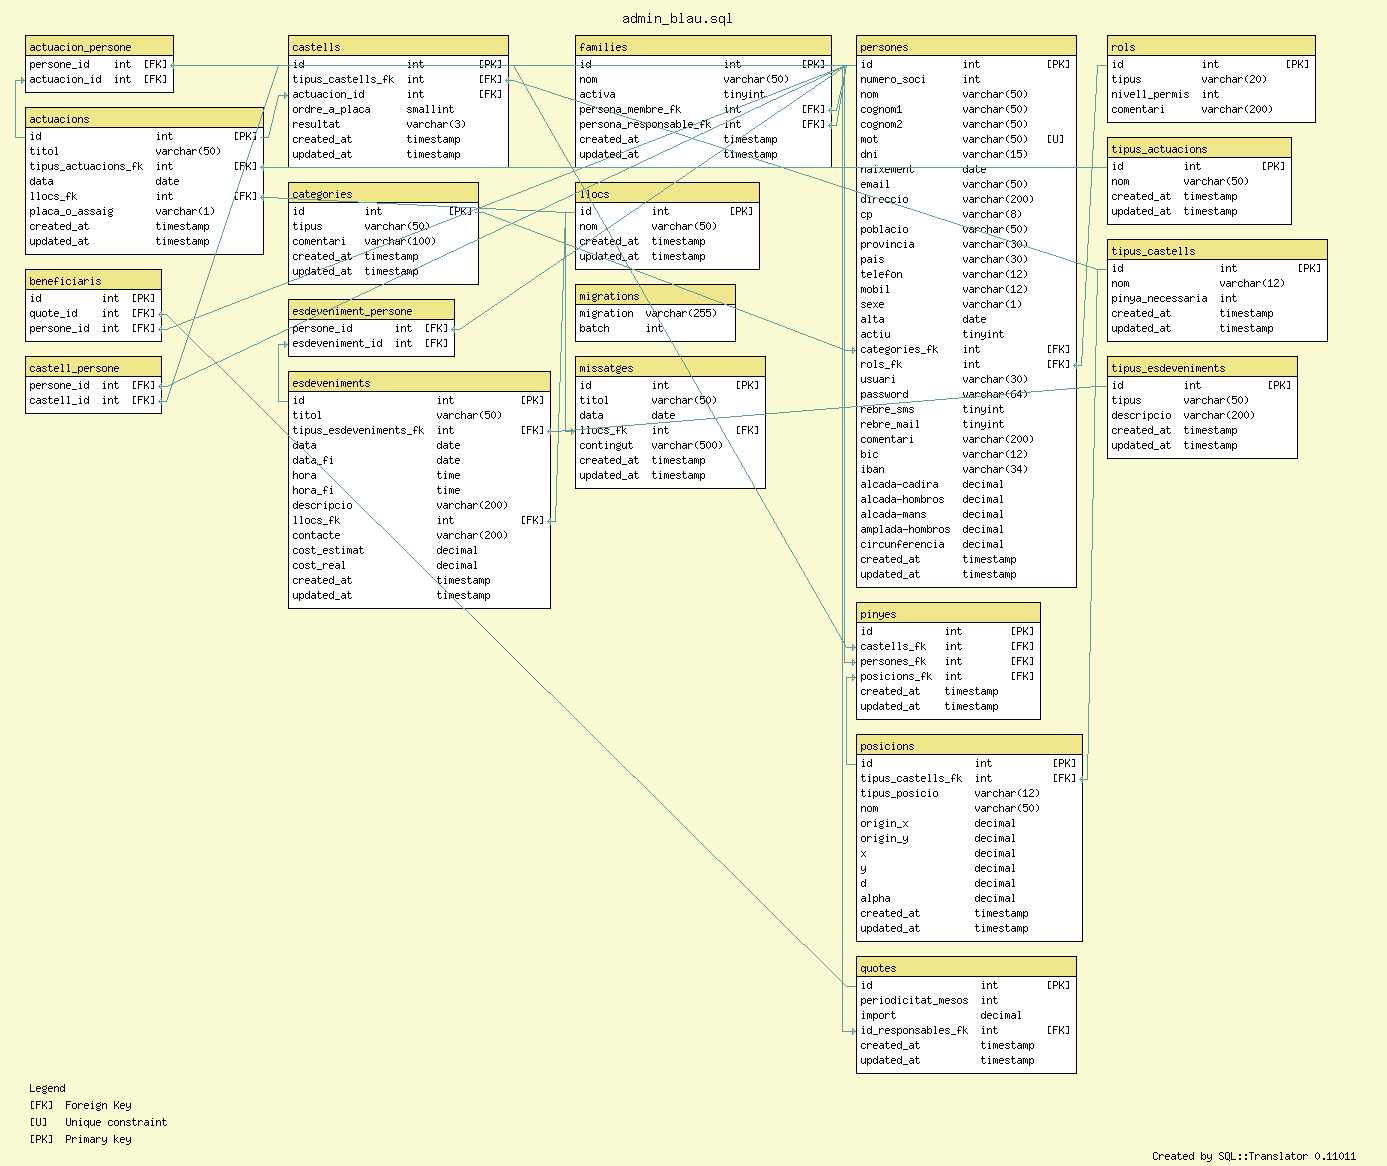 admin_blau.sql
actuacion_persone
persone_id int [FK]
actuacion_id int [FK]
actuacions
id int [PK]
titol varchar(50)
tipus_actuacions_fk int [FK]
data date
llocs_fk int [FK]
placa_o_assaig varchar(1)
created_at timestamp
updated_at timestamp
beneficiaris
id int [PK]
quote_id int [FK]
persone_id int [FK]
castell_persone
persone_id int [FK]
castell_id int [FK]
castells
id int [PK]
tipus_castells_fk int [FK]
actuacion_id int [FK]
ordre_a_placa smallint
resultat varchar(3)
created_at timestamp
updated_at timestamp
categories
id int [PK]
tipus varchar(50)
comentari varchar(100)
created_at timestamp
updated_at timestamp
esdeveniment_persone
persone_id int [FK]
esdeveniment_id int [FK]
esdeveniments
id int [PK]
titol varchar(50)
tipus_esdeveniments_fk int [FK]
data date
data_fi date
hora time
hora_fi time
descripcio varchar(200)
llocs_fk int [FK]
contacte varchar(200)
cost_estimat decimal
cost_real decimal
created_at timestamp
updated_at timestamp
families
id int [PK]
nom varchar(50)
activa tinyint
persona_membre_fk int [FK]
persona_responsable_fk int [FK]
created_at timestamp
updated_at timestamp
llocs
id int [PK]
nom varchar(50)
created_at timestamp
updated_at timestamp
migrations
migration varchar(255)
batch int
missatges
id int [PK]
titol varchar(50)
data date
llocs_fk int [FK]
contingut varchar(500)
created_at timestamp
updated_at timestamp
persones
id int [PK]
numero_soci int
nom varchar(50)
cognom1 varchar(50)
cognom2 varchar(50)
mot varchar(50) [U]
dni varchar(15)
naixement date
email varchar(50)
direccio varchar(200)
cp varchar(8)
poblacio varchar(50)
provincia varchar(30)
pais varchar(30)
telefon varchar(12)
mobil varchar(12)
sexe varchar(1)
alta date
actiu tinyint
categories_fk int [FK]
rols_fk int [FK]
usuari varchar(30)
password varchar(64)
rebre_sms tinyint
rebre_mail tinyint
comentari varchar(200)
bic varchar(12)
iban varchar(34)
alcada-cadira decimal
alcada-hombros decimal
alcada-mans decimal
amplada-hombros decimal
circunferencia decimal
created_at timestamp
updated_at timestamp
pinyes
id int [PK]
castells_fk int [FK]
persones_fk int [FK]
posicions_fk int [FK]
created_at timestamp
updated_at timestamp
posicions
id int [PK]
tipus_castells_fk int [FK]
tipus_posicio varchar(12)
nom varchar(50)
origin_x decimal
origin_y decimal
x decimal
y decimal
d decimal
alpha decimal
created_at timestamp
updated_at timestamp
quotes
id int [PK]
periodicitat_mesos int
import decimal
id_responsables_fk int [FK]
created_at timestamp
updated_at timestamp
rols
id int [PK]
tipus varchar(20)
nivell_permis int
comentari varchar(200)
tipus_actuacions
id int [PK]
nom varchar(50)
created_at timestamp
updated_at timestamp
tipus_castells
id int [PK]
nom varchar(12)
pinya_necessaria int
created_at timestamp
updated_at timestamp
tipus_esdeveniments
id int [PK]
tipus varchar(50)
descripcio varchar(200)
created_at timestamp
updated_at timestamp
Legend
[FK] Foreign Key
[U] Unique constraint
[PK] Primary key
Created by SQL::Translator 0.11011